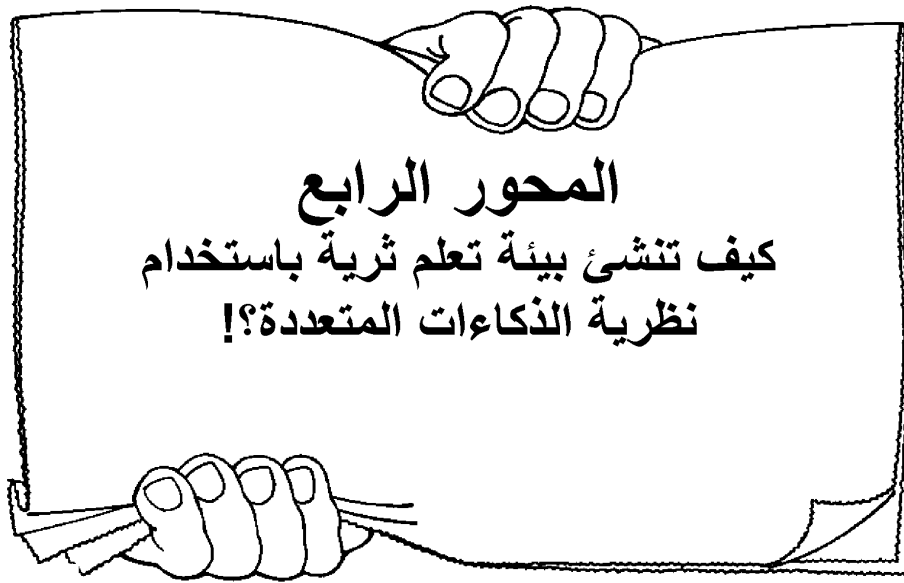 المحور الرابع
كيف تنشئ بيئة تعلم ثرية باستخدام
نظرية الذكاءات المتعددة؟!